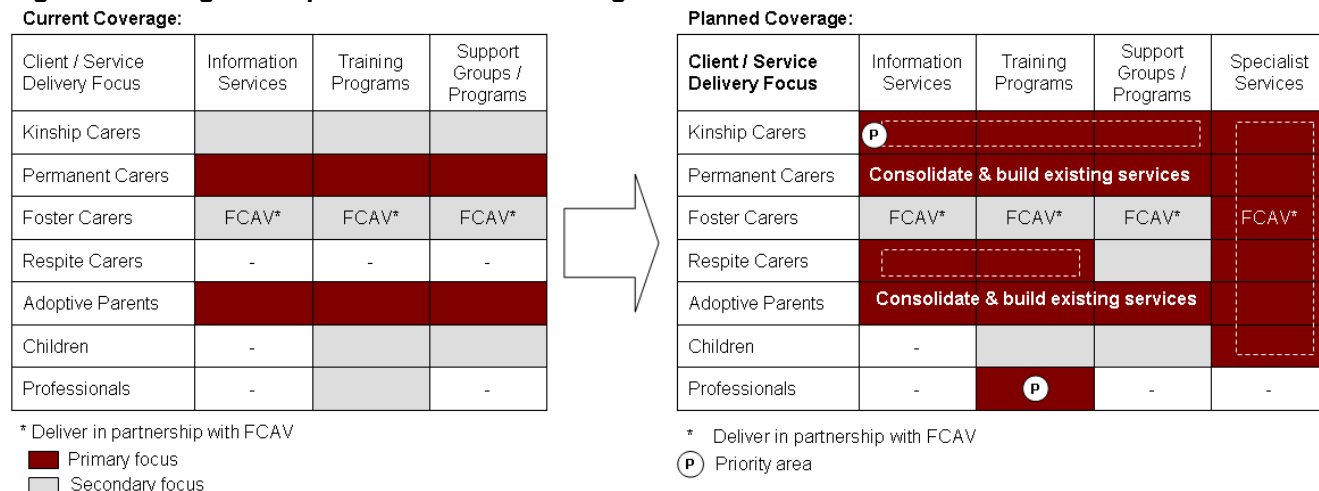 Current Coverage:
Client / Service
Delivery Focus
Information
Services
Training
Programs
Support
Groups /
Programs
Kinship Carers
Permanent Carers
Foster Carers
FCAV*
FCAV*
FCAV*
Respite Carers
-
-
-
Adoptive Parents
Children
-
Professionals
-
-
* Deliver in partnership with FCAV
Primary focus
Secondary focus
Planned Coverage:
Client / Service
Delivery Focus
Information
Services
Training
Programs
Support
Groups /
Programs
Specialist
Services
Kinship Carers
P
Permanent Carers
Consolidate & build existing services
Foster Carers
FCAV*
FCAV*
FCAV*
FCAV*
Respite Carers
Adoptive Parents
Consolidate & build existing services
Children
-
Professionals
-
P
-
-
* Deliver in partnership with FCAV
P Priority area